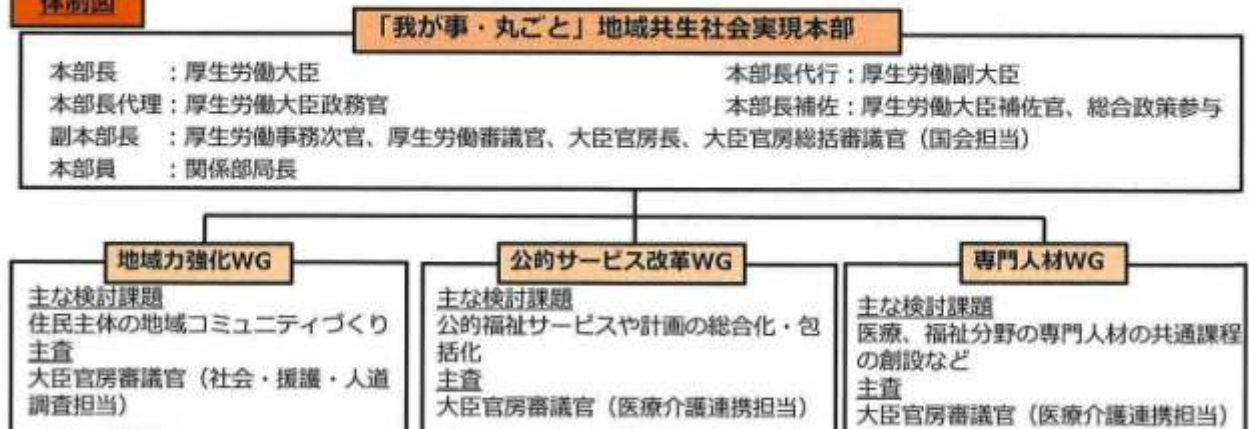 体制図
「我が事・丸ごと」地域共生社会実現本部
本部長　：厚生労働大臣　本部長代行：厚生労働副大臣
本部長代理：厚生労働大臣政務官　本部長補佐：厚生労働大臣補佐官、総合政策参与
副本部長　：厚生労働事務次官、厚生労働審議官、大臣官房長、大臣官房総括審議官（国会担当）
本部員　：関係部局長
地域力強化WG
主な検討課題
住民主体の地域コミュニティづくり
主査
大臣官房審議官（社会・援護・人道
調査担当）
公的サービス改革WG
主な検討課題
公的福祉サービスや計画の総合化・包
括化
主査
大臣官房審議官（医療介護連携担当）
専門人材WG
主な検討課題
医療、福祉分野の専門人材の共通課程
の創設など
主査
大臣官房審議官（医療介護連携担当）